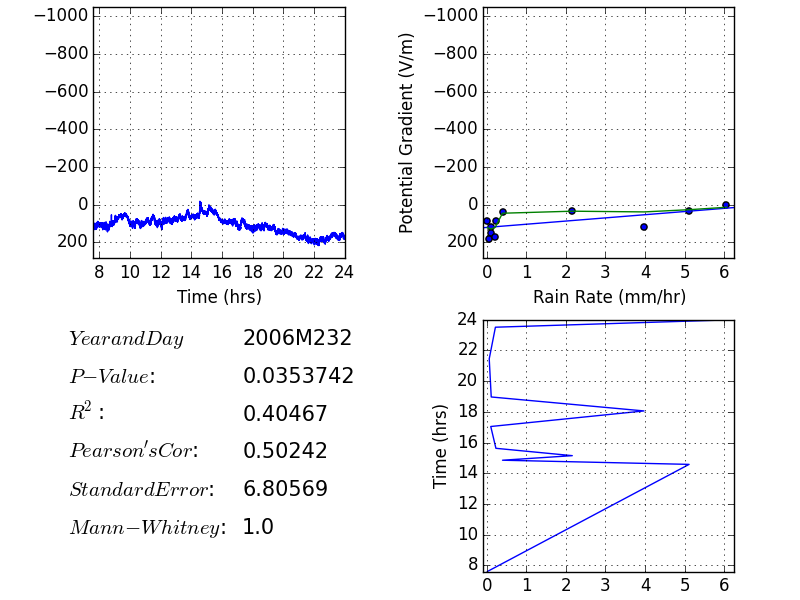 −1000
−800
−600
−400
−200
0
200
8 10 12 14 16 18 20 22 24
Time (hrs)
Potential Gradient (V/m)
−1000
−800
−600
−400
−200
0
200
0 1 2 3 4 5 6
Rain Rate (mm/hr)
YearandDay 2006M232
P−Value: 0.0353742
R² : 0.40467
Pearson′sCor: 0.50242
StandardError: 6.80569
Mann−Whitney: 1.0
Time (hrs)
24
22
20
18
16
14
12
10
8
0 1 2 3 4 5 6